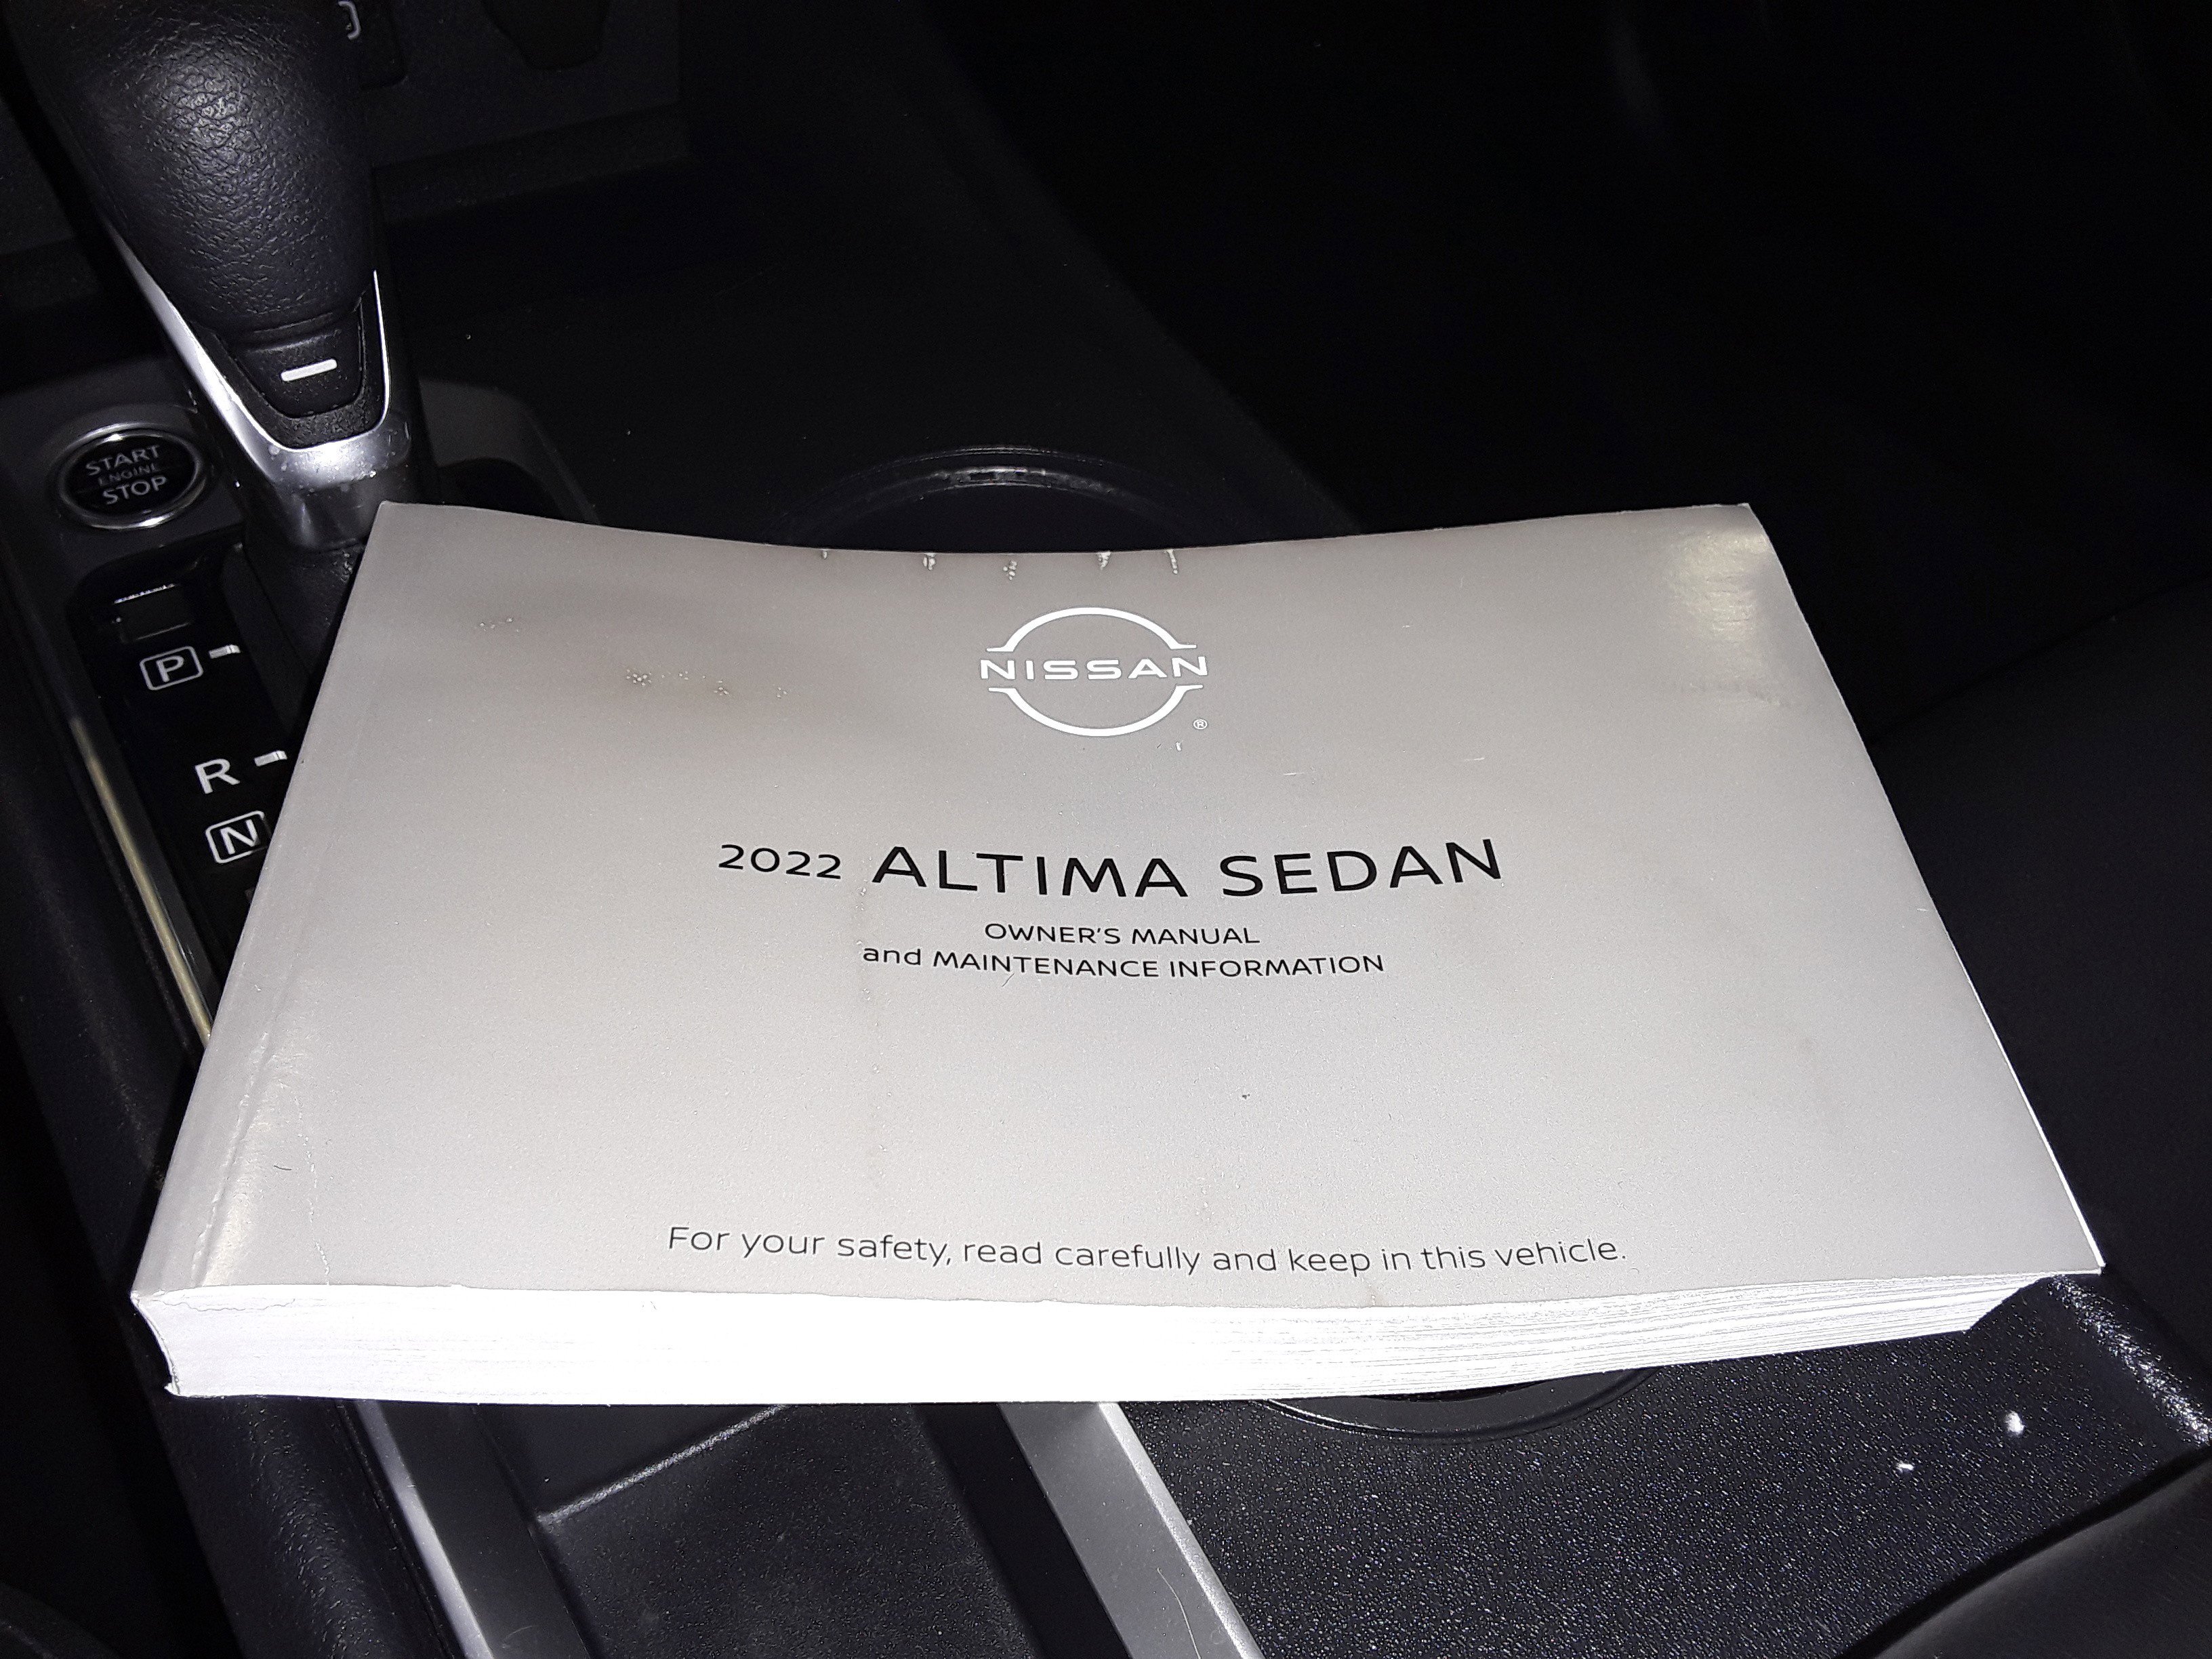 START
ENGINE
STOP
P
R
N
NISSAN
®
2022 ALTIMA SEDAN
OWNER'S MANUAL
and MAINTENANCE INFORMATION
For your safety, read carefully and keep in this vehicle.